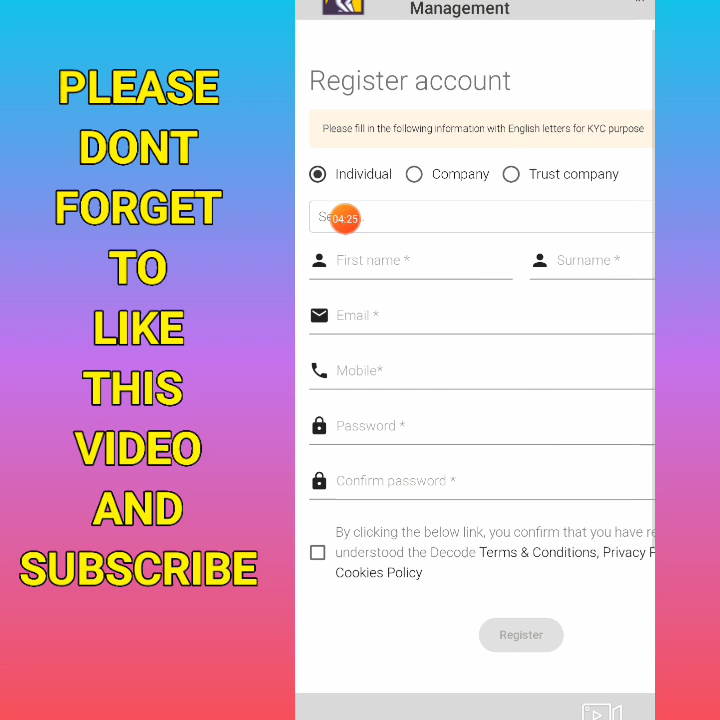 PLEASE
DONT
FORGET
TO
LIKE
THIS
VIDEO
AND
SUBSCRIBE
Management
Register account
Please fill in the following information with English letters for KYC purpose
Individual
Company
Trust company
04:25
First name *
Surname *
Email *
Mobile*
Password *
Confirm password *
By clicking the below link, you confirm that you have
understood the Decode Terms & Conditions, Privacy
Cookies Policy
Register